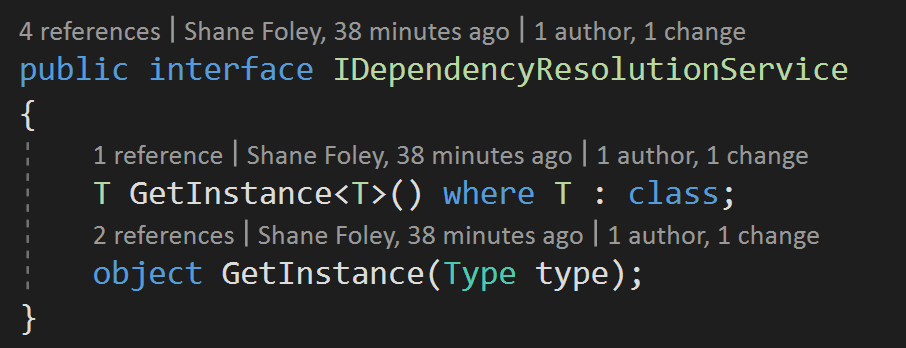 4 references | Shane Foley, 38 minutes ago | 1 author, 1 change
public interface IDependencyResolutionService
{
1 reference | Shane Foley, 38 minutes ago | 1 author, 1 change
T GetInstance<T>() where T : class;
2 references | Shane Foley, 38 minutes ago | 1 author, 1 change
object GetInstance(Type type);
}